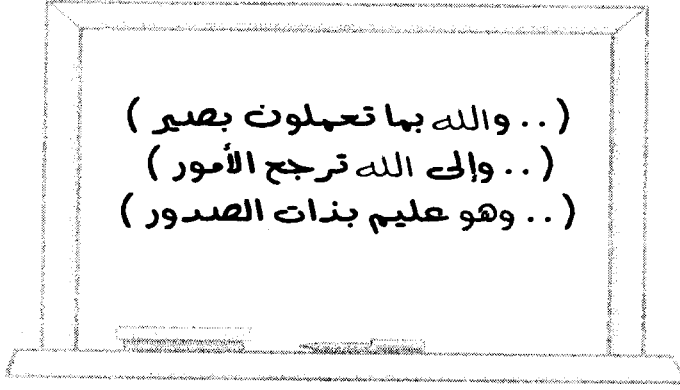 ( .. والله بما تعملون بصير )
( .. وإلى الله ترجع الأمور )
( .. وهو عليم بذات الصدور )